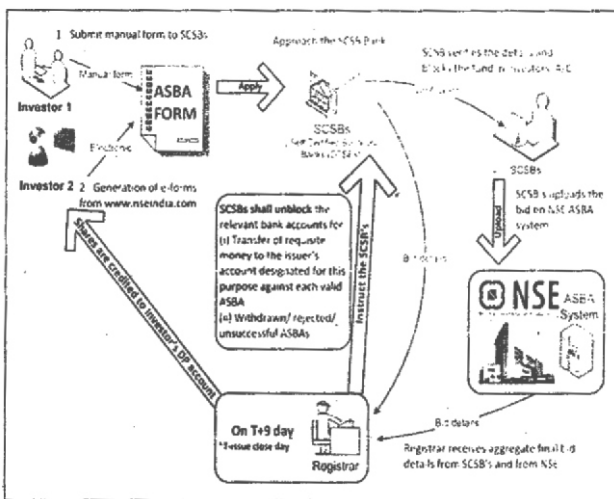 1 Submit manual form to SCSBs
Manual form
Investor 1
ASBA
FORM
Apply
Approach the SCSB Bank
SCSBs
SCSB verifies the details and
blocks the fund in investors A/C
SCSBs
Electronic
Investor 2
2 Generation of e-forms
from www.nseindia.com
SCSBs shall unblock the
relevant bank accounts for
(i) Transfer of requisite
money to the issuer's
account designated for this
purpose against each valid
ASBA
(ii) Withdrawn/ rejected/
unsuccessful ASBAs
Instruct the SCSB's
Bid details
Upload
SCSB's uploads the
bid on NSE ASBA
system
NSE ASBA
System
Shares are credited to investor's DP account
On T+9 day
*T-issue close day
Registrar
Bid details
Registrar receives aggregate final bid
details from SCSB's and from NSE